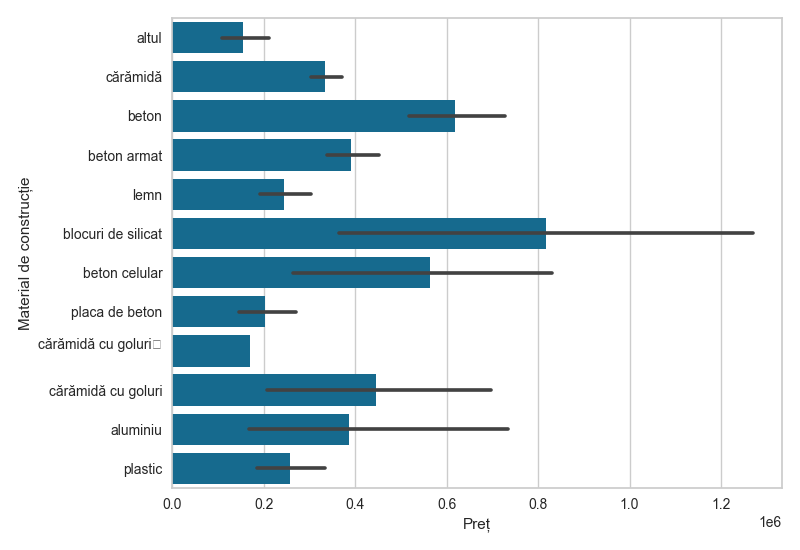 altul
cărămidă
beton
beton armat
lemn
blocuri de silicat
beton celular
placa de beton
cărămidă cu goluri
cărămidă cu goluri
aluminiu
plastic
Material de construcție
0.0 0.2 0.4 0.6 0.8 1.0 1.2
1e6
Preț